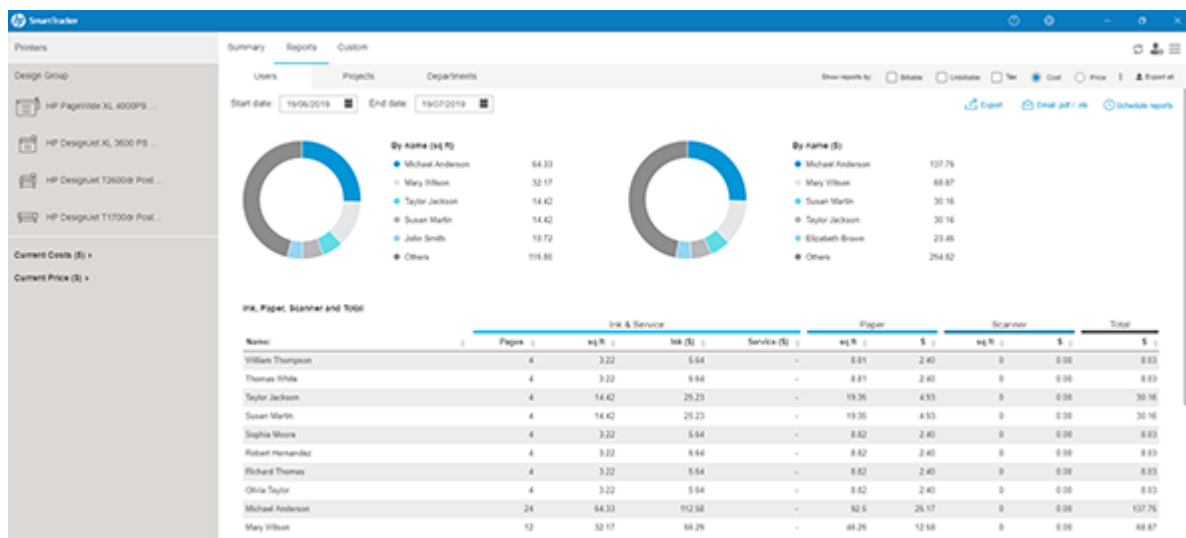 SmartTracker
Printers
Summary Reports Custom
Design Group
Users Projects Departments
Show reports by: Billable Unbillable Tax Cost Price Export all
HP PageWide XL 4000PS ...
HP DesignJet XL 3600 PS ...
HP DesignJet T2600dr Post...
HP DesignJet T1700dr Post...
Current Costs ($) >
Current Price ($) >
Start date: 19/06/2019 End date: 19/07/2019
Export Email .pdf / .xls Schedule reports
By name (sq ft)
Michael Anderson 64.33
Mary Wilson 32.17
Taylor Jackson 14.42
Susan Martin 14.42
John Smith 10.72
Others 115.80
By name ($)
Michael Anderson 137.76
Mary Wilson 68.87
Susan Martin 30.16
Taylor Jackson 30.16
Elizabeth Brown 23.46
Others 254.82
Ink, Paper, Scanner and Total
Ink & Service Paper Scanner Total
Name: Pages sq ft Ink ($) Service ($) sq ft $ sq ft $ $
William Thompson 4 3.22 5.64 - 8.81 2.40 0 0.00 8.03
Thomas White 4 3.22 5.64 - 8.81 2.40 0 0.00 8.03
Taylor Jackson 4 14.42 25.23 - 19.35 4.93 0 0.00 30.16
Susan Martin 4 14.42 25.23 - 19.35 4.93 0 0.00 30.16
Sophia Moore 4 3.22 5.64 - 8.82 2.40 0 0.00 8.03
Robert Hernandez 4 3.22 5.64 - 8.82 2.40 0 0.00 8.03
Richard Thomas 4 3.22 5.64 - 8.82 2.40 0 0.00 8.03
Olivia Taylor 4 3.22 5.64 - 8.82 2.40 0 0.00 8.03
Michael Anderson 24 64.33 112.58 - 92.5 25.17 0 0.00 137.76
Mary Wilson 12 32.17 56.29 - 46.26 12.58 0 0.00 68.87